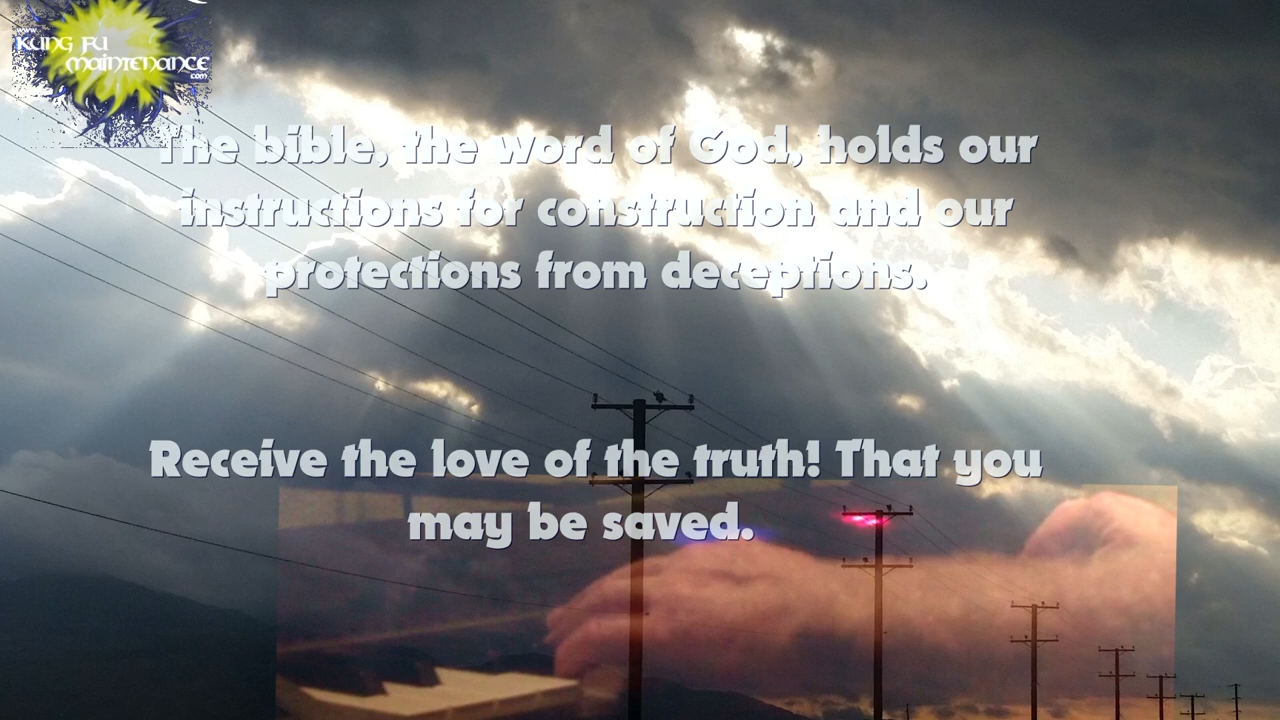 www.
Kung Fu
Maintenance
.com
The bible, the word of God, holds our
instructions for construction and our
protections from deceptions.
Receive the love of the truth! That you
may be saved.